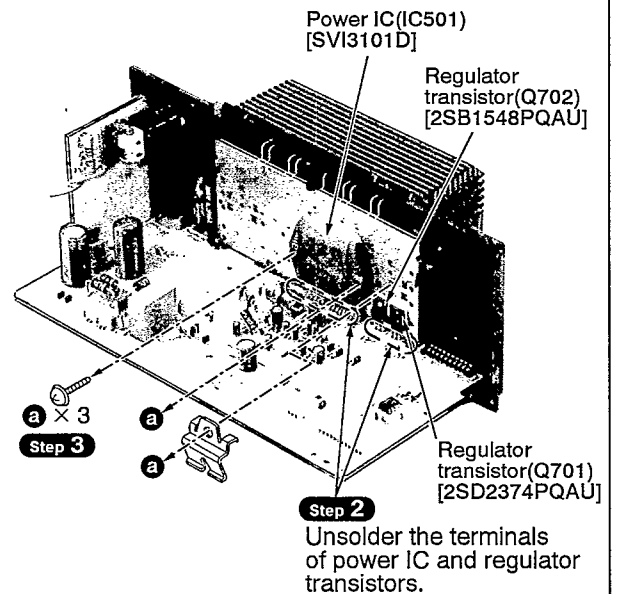 Power IC(IC501)
[SVI3101D]
Regulator
transistor(Q702)
[2SB1548PQAU]
a × 3
Step 3
a
a
Regulator
transistor(Q701)
[2SD2374PQAU]
Step 2
Unsolder the terminals
of power IC and regulator
transistors.